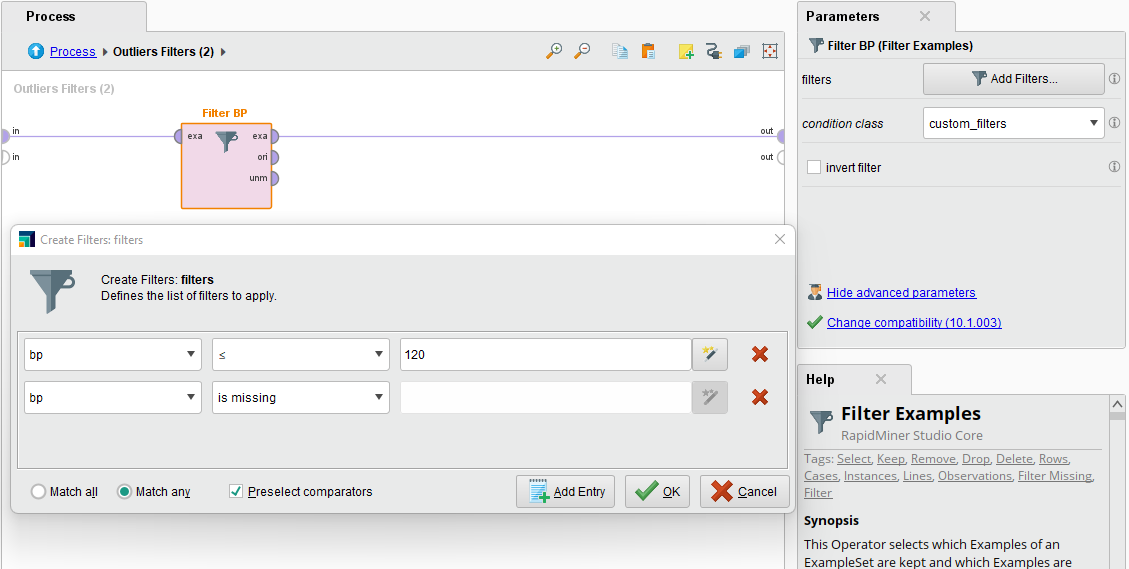 Process
Process ▸ Outliers Filters (2) ▸
Outliers Filters (2)
Filter BP
in
exa exa
out
in
ori
out
unm
Create Filters: filters
Create Filters: filters
Defines the list of filters to apply.
bp ≤ 120
bp is missing
Match all Match any Preselect comparators Add Entry OK Cancel
Parameters
Filter BP (Filter Examples)
filters Add Filters...
condition class custom_filters
invert filter
Hide advanced parameters
Change compatibility (10.1.003)
Help
Filter Examples
RapidMiner Studio Core
Tags: Select, Keep, Remove, Drop, Delete, Rows,
Cases, Instances, Lines, Observations, Filter Missing,
Filter
Synopsis
This Operator selects which Examples of an
ExampleSet are kept and which Examples are